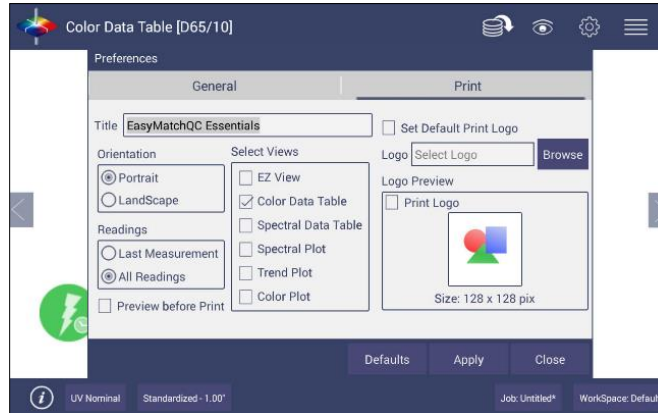 Color Data Table [D65/10]
Preferences
General
Print
Title EasyMatchQC Essentials
Orientation
Portrait
LandScape
Readings
Last Measurement
All Readings
Preview before Print
Select Views
EZ View
Color Data Table
Spectral Data Table
Spectral Plot
Trend Plot
Color Plot
Set Default Print Logo
Logo Select Logo Browse
Logo Preview
Print Logo
Size: 128 x 128 pix
Defaults Apply Close
i UV Nominal Standardized - 1.00" Job: Untitled* WorkSpace: Defaul